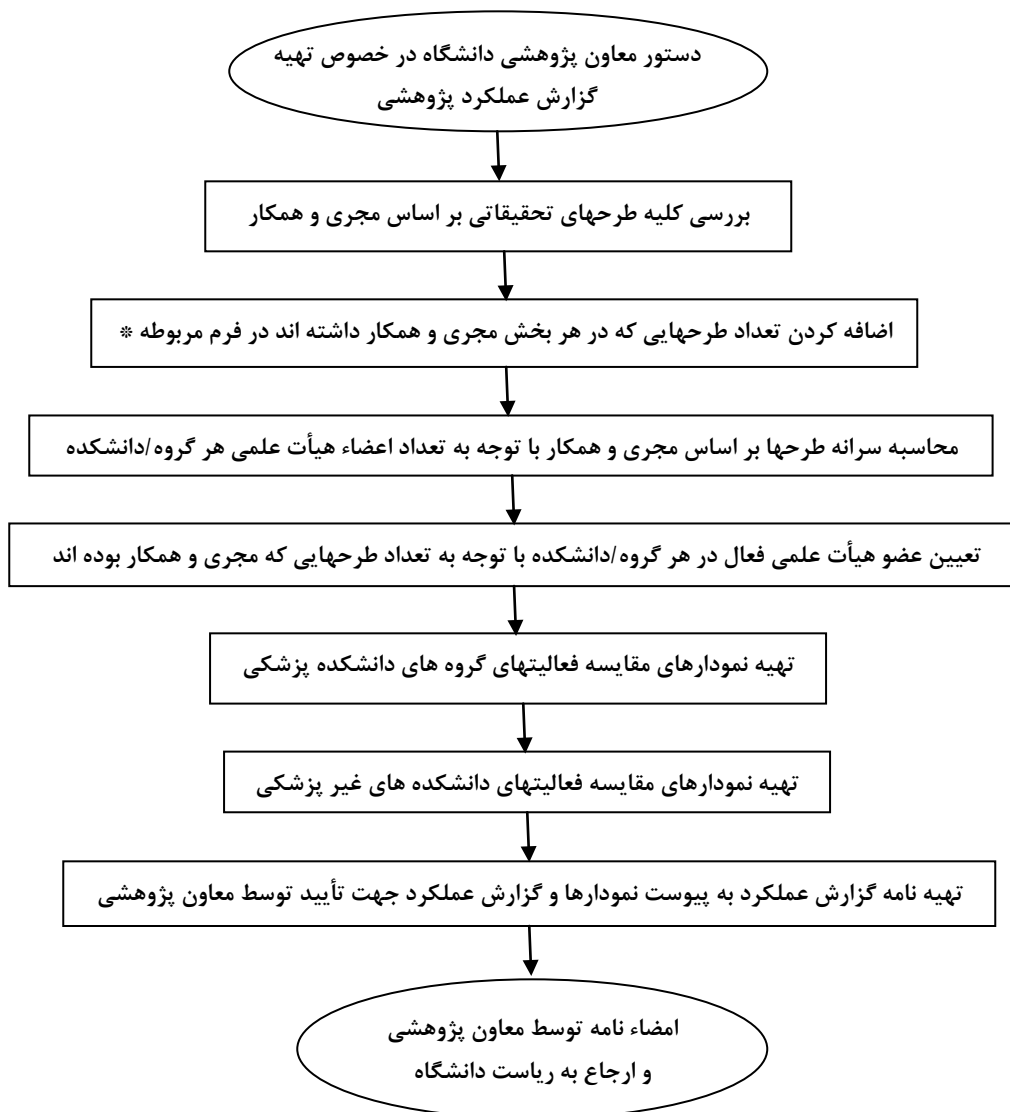 دستور معاون پژوهشی دانشگاه در خصوص تهیه
گزارش عملکرد پژوهشی
بررسی کلیه طرحهای تحقیقاتی بر اساس مجری و همکار
اضافه کردن تعداد طرحهایی که در هر بخش مجری و همکار داشته اند در فرم مربوطه *
محاسبه سرانه طرحها بر اساس مجری و همکار با توجه به تعداد اعضاء هیأت علمی هر گروه/دانشکده
تعیین عضو هیأت علمی فعال در هر گروه/دانشکده با توجه به تعداد طرحهایی که مجری و همکار بوده اند
تهیه نمودارهای مقایسه فعالیتهای گروه های دانشکده پزشکی
تهیه نمودارهای مقایسه فعالیتهای دانشکده های غیر پزشکی
تهیه نامه گزارش عملکرد به پیوست نمودارها و گزارش عملکرد جهت تأیید توسط معاون پژوهشی
امضاء نامه توسط معاون پژوهشی
و ارجاع به ریاست دانشگاه